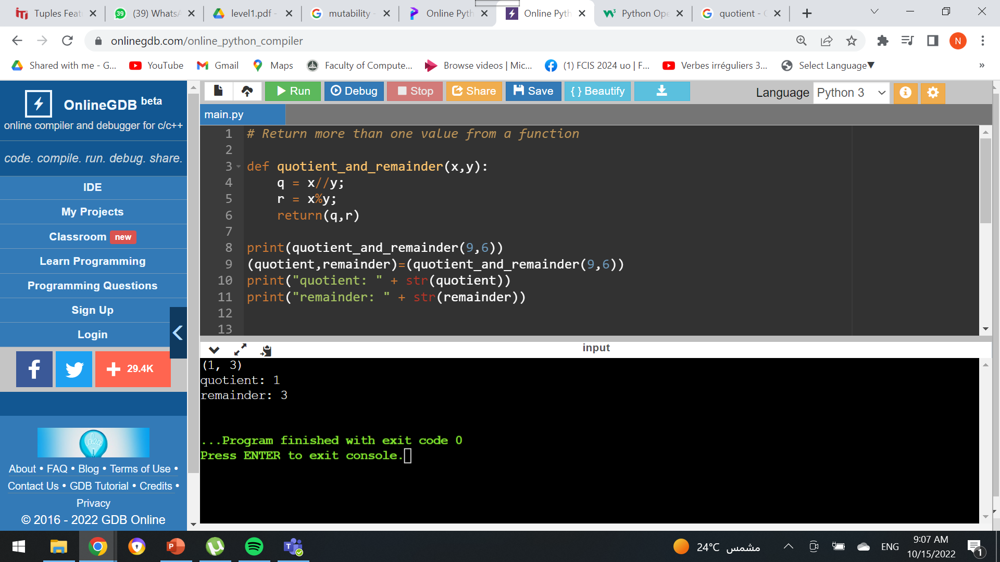 Tuples Feat
(39) WhatsA
level1.pdf -
mutability -
Online Pyth
Online Pyth
Python Ope
quotient - G
onlinegdb.com/online_python_compiler
N
Shared with me - G...
YouTube
Gmail
Maps
Faculty of Compute...
Browse videos | Mic...
(1) FCIS 2024 uo | F...
Verbes irréguliers 3...
Select Language▼
»
OnlineGDB beta
online compiler and debugger for c/c++
code. compile. run. debug. share.
IDE
My Projects
Classroom new
Learn Programming
Programming Questions
Sign Up
Login
29.4K
idea
About • FAQ • Blog • Terms of Use •
Contact Us • GDB Tutorial • Credits •
Privacy
© 2016 - 2022 GDB Online
Run
Debug
Stop
Share
Save
{ } Beautify
Language Python 3
main.py
1 # Return more than one value from a function
2
3 def quotient_and_remainder(x,y):
4     q = x//y;
5     r = x%y;
6     return(q,r)
7
8 print(quotient_and_remainder(9,6))
9 (quotient,remainder)=(quotient_and_remainder(9,6))
10 print("quotient: " + str(quotient))
11 print("remainder: " + str(remainder))
12
13
input
(1, 3)
quotient: 1
remainder: 3
...Program finished with exit code 0
Press ENTER to exit console.
24°C مشمس
ENG
9:07 AM
10/15/2022
1